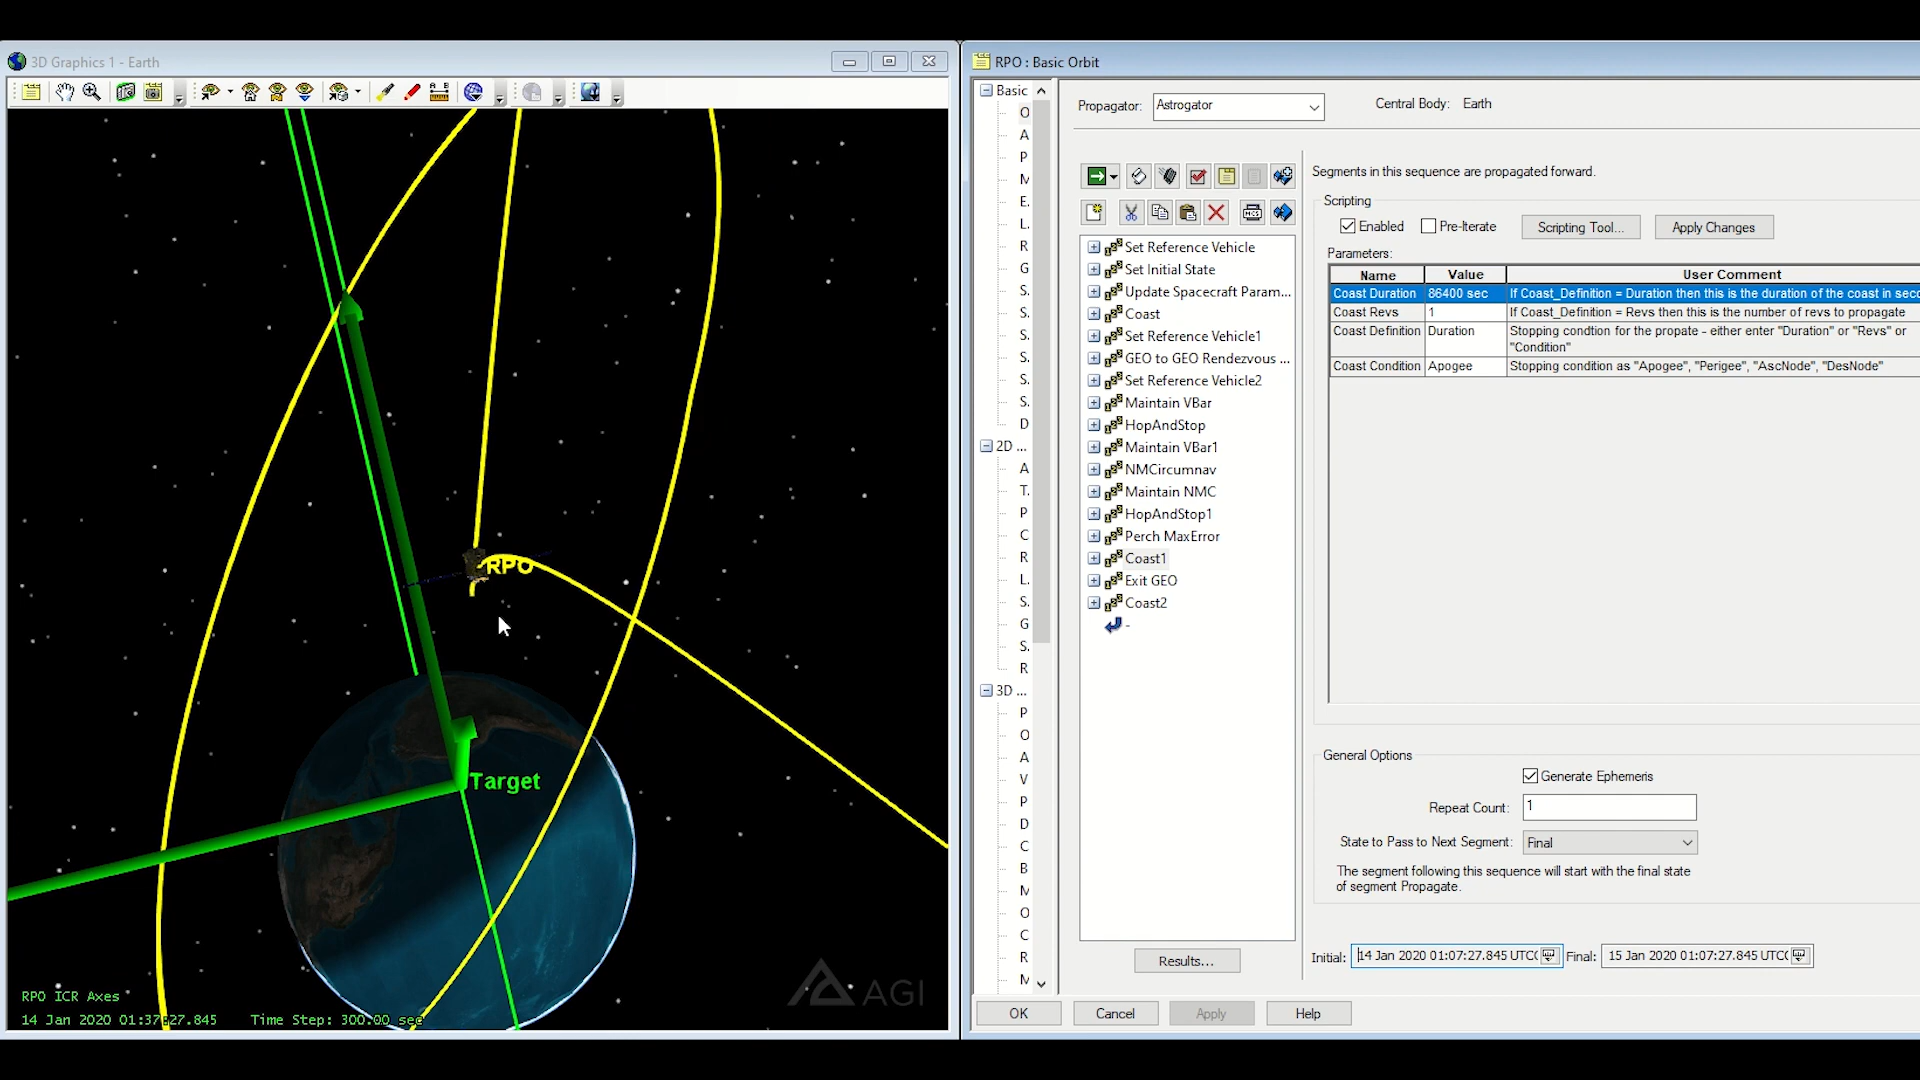 3D Graphics 1 - Earth
RPO
Target
AGI
RPO ICR Axes
14 Jan 2020 01:37:27.845 Time Step: 300.00 sec
RPO : Basic Orbit
Basic
O
A
P
M
E.
L.
R
G
S.
S.
S.
S.
S.
S.
D
2D ...
A
T.
P
C
R
L.
S.
G
S.
R
3D ...
P
O
A
V
P
D
C
B
M
O
C
R
M
Propagator: Astrogator Central Body: Earth
Set Reference Vehicle
Set Initial State
Update Spacecraft Param...
Coast
Set Reference Vehicle1
GEO to GEO Rendezvous ...
Set Reference Vehicle2
Maintain VBar
HopAndStop
Maintain VBar1
NMCircumnav
Maintain NMC
HopAndStop1
Perch MaxError
Coast1
Exit GEO
Coast2
-
Results...
Segments in this sequence are propagated forward.
Scripting
Enabled Pre-Iterate Scripting Tool... Apply Changes
Parameters:
Name Value User Comment
Coast Duration 86400 sec If Coast_Definition = Duration then this is the duration of the coast in seco
Coast Revs 1 If Coast_Definition = Revs then this is the number of revs to propagate
Coast Definition Duration Stopping condtion for the propate - either enter "Duration" or "Revs" or
"Condition"
Coast Condition Apogee Stopping condition as "Apogee", "Perigee", "AscNode", "DesNode"
General Options
Generate Ephemeris
Repeat Count: 1
State to Pass to Next Segment: Final
The segment following this sequence will start with the final state
of segment Propagate.
Initial: 14 Jan 2020 01:07:27.845 UTC( Final: 15 Jan 2020 01:07:27.845 UTC(
OK Cancel Apply Help